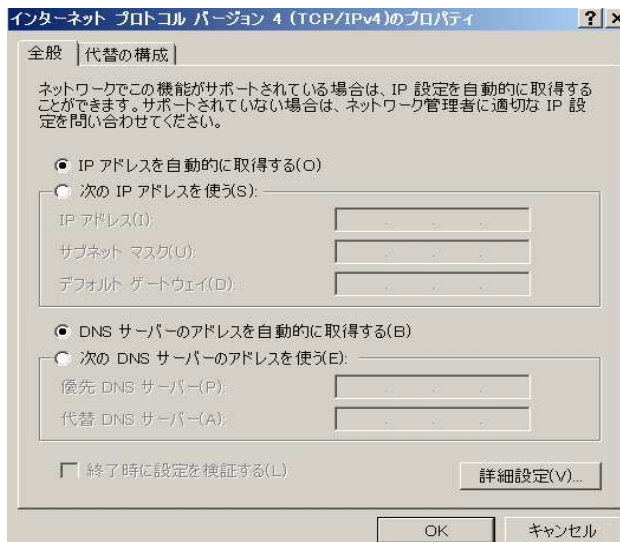 インターネット プロトコル バージョン 4 (TCP/IPv4)のプロパティ
全般
代替の構成
ネットワークでこの機能がサポートされている場合は、IP 設定を自動的に取得する
ことができます。サポートされていない場合は、ネットワーク管理者に適切な IP 設
定を問い合わせてください。
IP アドレスを自動的に取得する(O)
次の IP アドレスを使う(S):
IP アドレス(I):
サブネット マスク(U):
デフォルト ゲートウェイ(D):
DNS サーバーのアドレスを自動的に取得する(B)
次の DNS サーバーのアドレスを使う(E):
優先 DNS サーバー(P):
代替 DNS サーバー(A):
終了時に設定を検証する(L)
詳細設定(V)...
OK
キャンセル